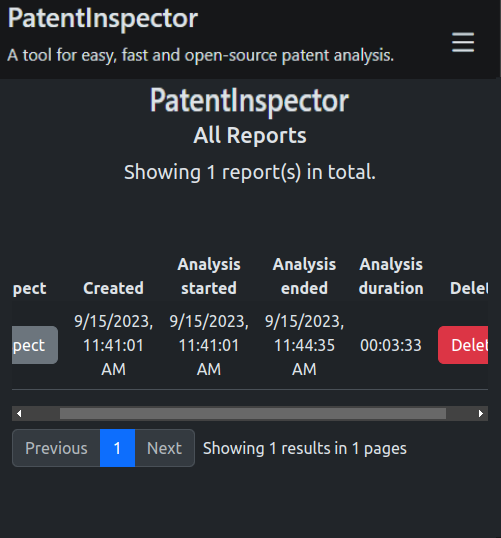 PatentInspector
A tool for easy, fast and open-source patent analysis.
PatentInspector
All Reports
Showing 1 report(s) in total.
pect Created Analysis started Analysis ended Analysis duration Delet
pect 9/15/2023, 11:41:01 AM 9/15/2023, 11:41:01 AM 9/15/2023, 11:44:35 AM 00:03:33 Delet
Previous 1 Next Showing 1 results in 1 pages